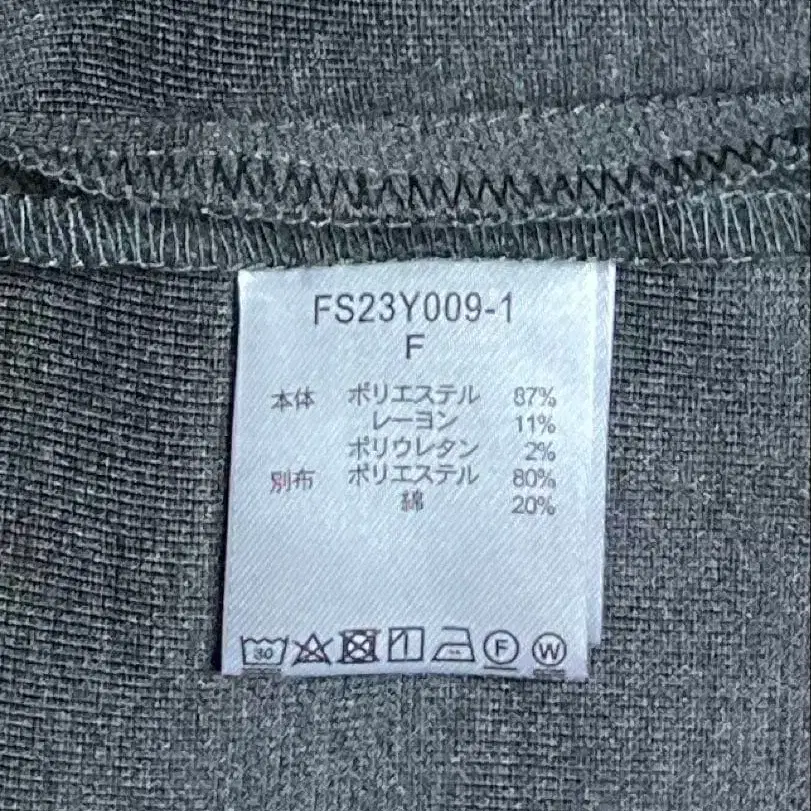 FS23Y009-1
F
本体 ポリエステル 87%
レーヨン 11%
ポリウレタン 2%
別布 ポリエステル 80%
綿 20%
30 F W